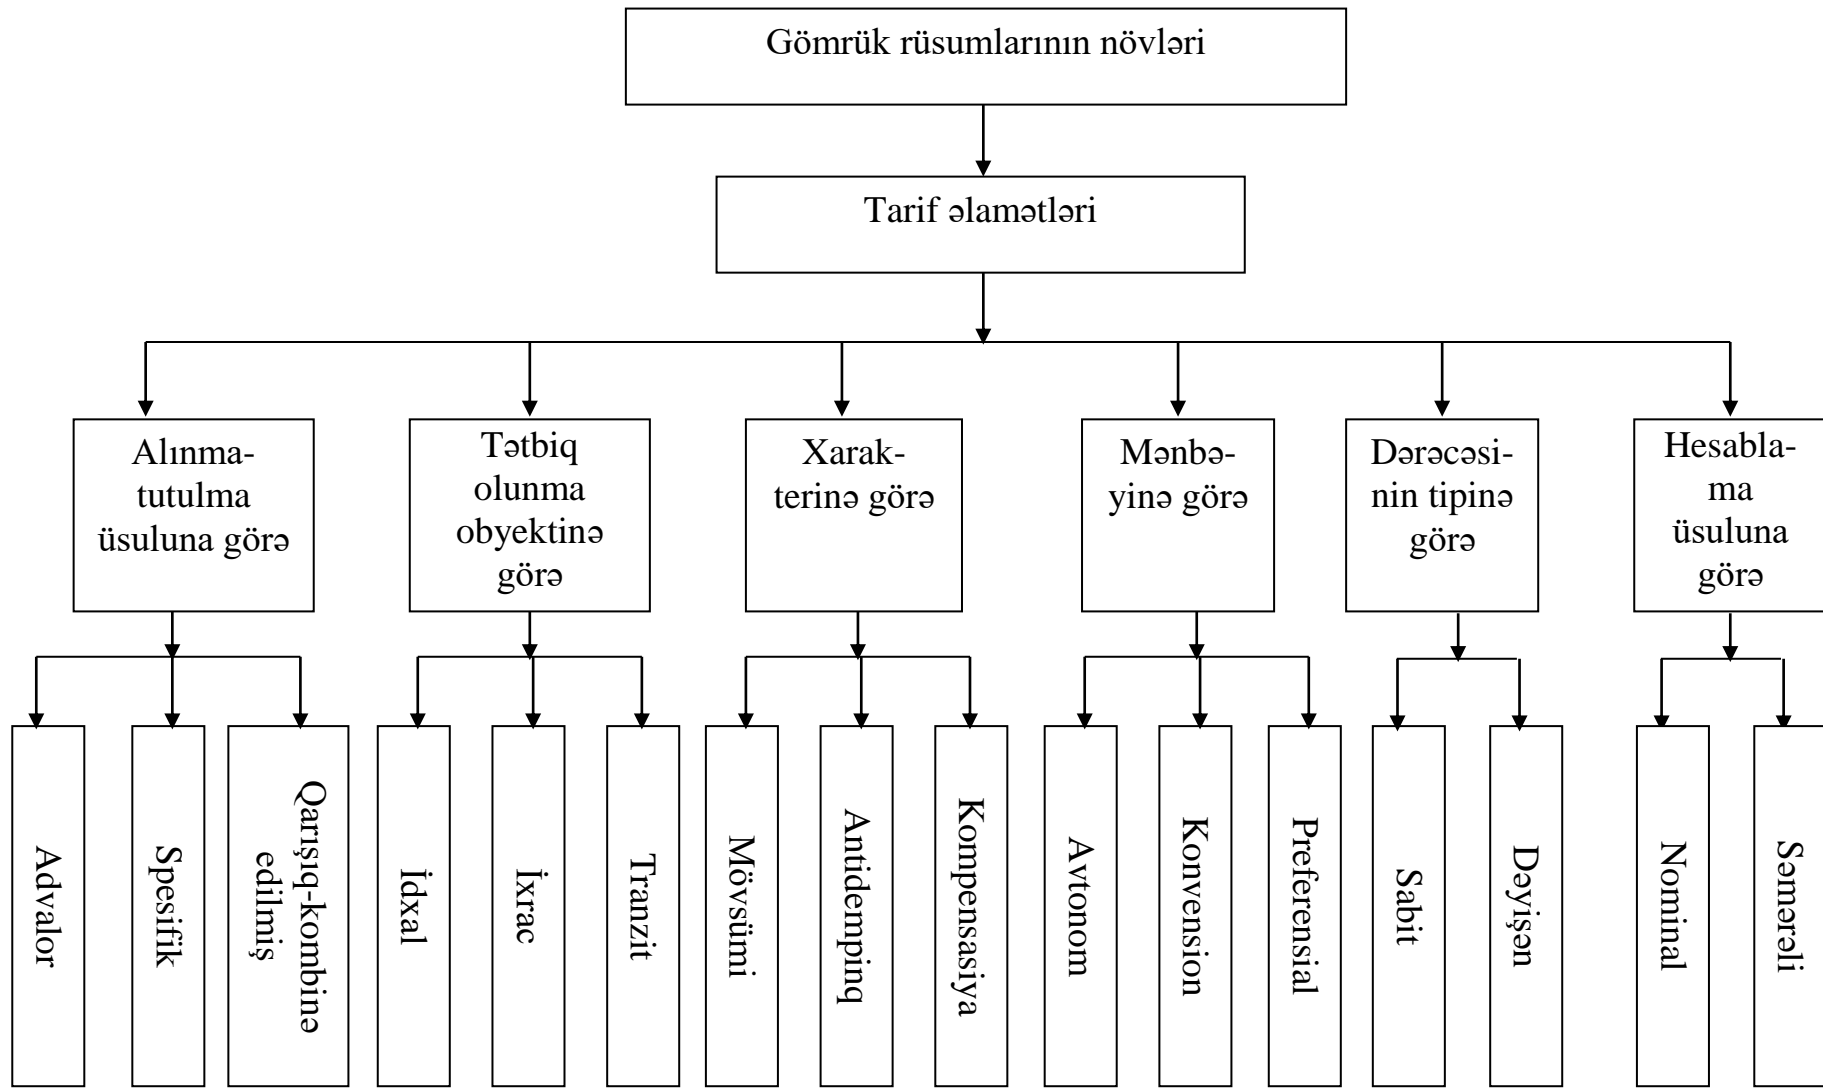 Gömrük rüsumlarının növləri
Tarif əlamətləri
Alınma-
tutulma
üsuluna görə
Tətbiq
olunma
obyektinə
görə
Xarak-
terinə görə
Mənbə-
yinə görə
Dərəcəsi-
nin tipinə
görə
Hesabla-
ma
üsuluna
görə
Advalor
Spesifik
Qarışıq-kombinə
edilmiş
İdxal
İxrac
Tranzit
Mövsümi
Antidempinq
Kompensasiya
Avtonom
Konvension
Preferensial
Sabit
Dəyişən
Nominal
Səmərəli